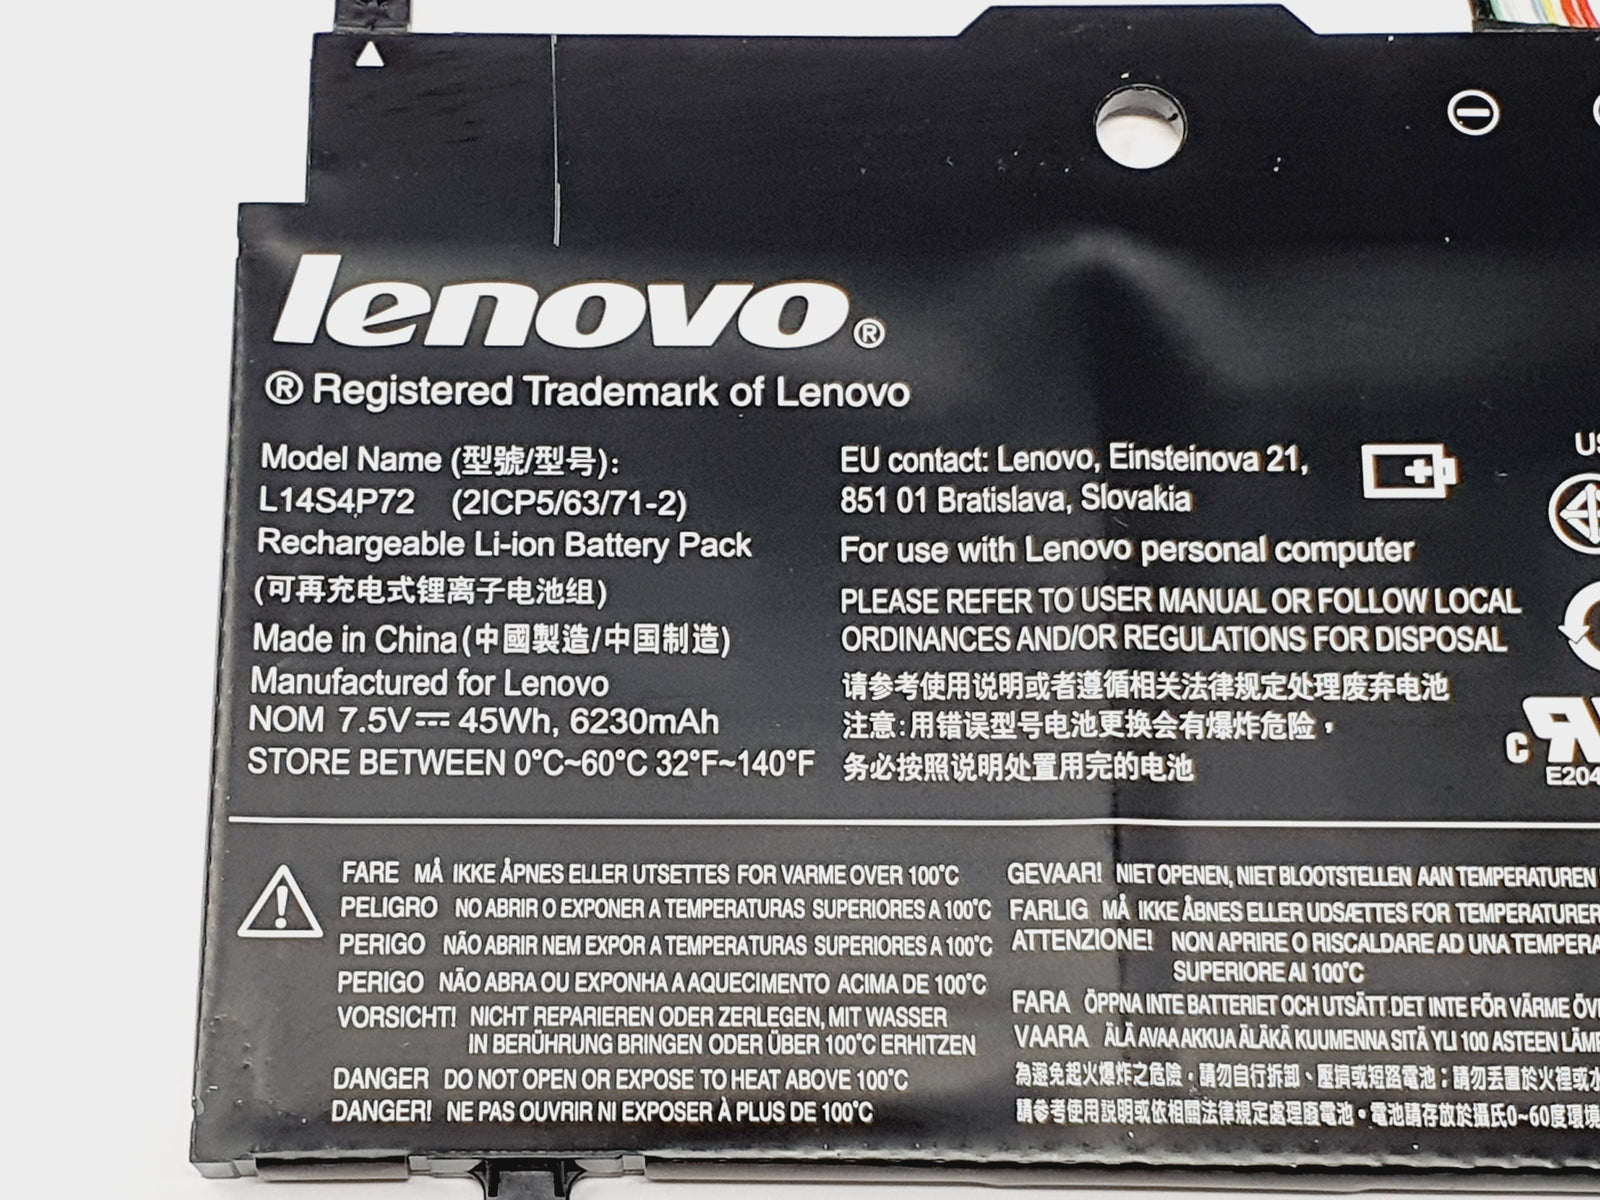 lenovo®
® Registered Trademark of Lenovo
Model Name (型號/型号):
L14S4P72 (2ICP5/63/71-2)
Rechargeable Li-ion Battery Pack
(可再充电式锂离子电池组)
Made in China (中國製造/中国制造)
Manufactured for Lenovo
NOM 7.5V⎓ 45Wh, 6230mAh
STORE BETWEEN 0°C~60°C 32°F~140°F
EU contact: Lenovo, Einsteinova 21,
851 01 Bratislava, Slovakia
For use with Lenovo personal computer
PLEASE REFER TO USER MANUAL OR FOLLOW LOCAL
ORDINANCES AND/OR REGULATIONS FOR DISPOSAL
请参考使用说明或者遵循相关法律规定处理废弃电池
注意:用错误型号电池更换会有爆炸危险，
务必按照说明处置用完的电池
US
c
E204
FARE MÅ IKKE ÅPNES ELLER UTSETTES FOR VARME OVER 100°C
PELIGRO NO ABRIR O EXPONER A TEMPERATURAS SUPERIORES A 100°C
PERIGO NÃO ABRIR NEM EXPOR A TEMPERATURAS SUPERIORES A 100°C
PERIGO NÃO ABRA OU EXPONHA A AQUECIMENTO ACIMA DE 100°C
VORSICHT! NICHT REPARIEREN ODER ZERLEGEN, MIT WASSER
IN BERÜHRUNG BRINGEN ODER ÜBER 100°C ERHITZEN
DANGER DO NOT OPEN OR EXPOSE TO HEAT ABOVE 100°C
DANGER! NE PAS OUVRIR NI EXPOSER À PLUS DE 100°C
GEVAAR! NIET OPENEN, NIET BLOOTSTELLEN AAN TEMPERATUREN
FARLIG MÅ IKKE ÅBNES ELLER UDSÆTTES FOR TEMPERATURER
ATTENZIONE! NON APRIRE O RISCALDARE AD UNA TEMPERA
SUPERIORE AI 100°C
FARA ÖPPNA INTE BATTERIET OCH UTSÄTT DET INTE FÖR VÄRME ÖV
VAARA ÄLÄ AVAA AKKUA ÄLÄKÄ KUUMENNA SITÄ YLI 100 ASTEEN LÄM
為避免起火爆炸之危險，請勿自行拆卸、壓擠或短路電池；請勿丟置於火裡或水
請參考使用說明或依相關法律規定處理廢電池。電池請存放於攝氏0~60度環境